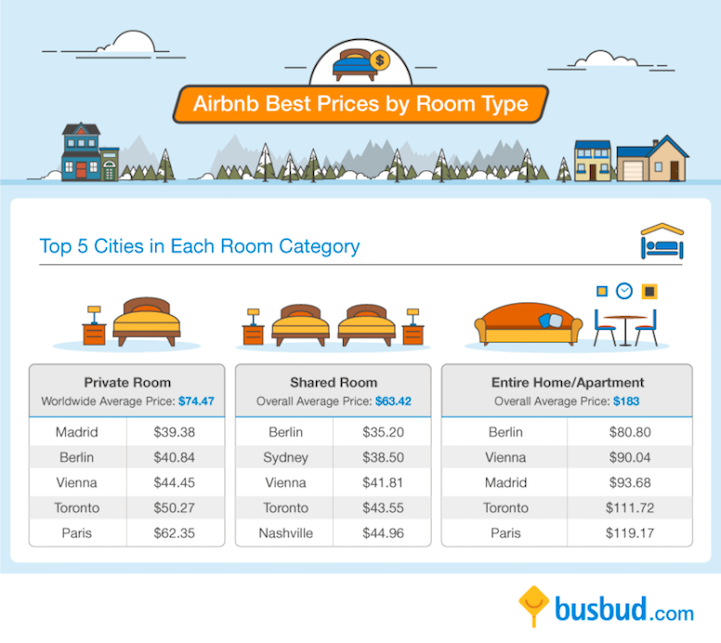 $
Airbnb Best Prices by Room Type
Top 5 Cities in Each Room Category
Private Room
Worldwide Average Price: $74.47
Madrid $39.38
Berlin $40.84
Vienna $44.45
Toronto $50.27
Paris $62.35
Shared Room
Overall Average Price: $63.42
Berlin $35.20
Sydney $38.50
Vienna $41.81
Toronto $43.55
Nashville $44.96
Entire Home/Apartment
Overall Average Price: $183
Berlin $80.80
Vienna $90.04
Madrid $93.68
Toronto $111.72
Paris $119.17
busbud.com